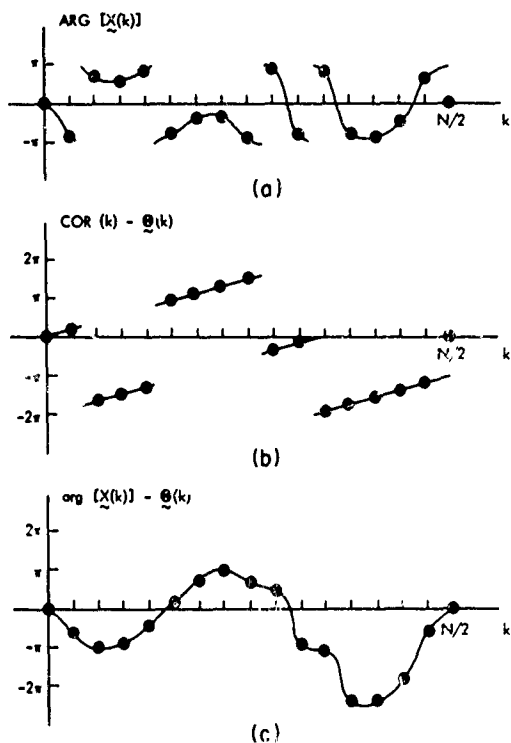 ARG [X(k)]
π
-π
N/2 k
(a)
COR (k) - Θ(k)
2π
π
-π
-2π
N/2 k
(b)
arg [X(k)] - Θ(k)
2π
π
-π
-2π
N/2 k
(c)